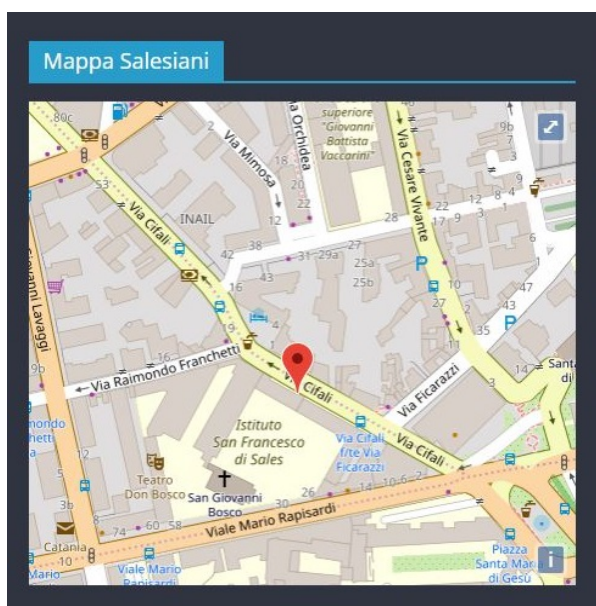 Mappa Salesiani
80c
superiore
"Giovanni
Battista
Vaccarini"
Via Orchidea
Via Mimosa
Via Cesare Vivante
9b
7
3
2
18
20
22
12
53
Via Cifali
INAIL
28
22
17
9
3
12
8
4
1
42
38
31
29a
27
25a
25b
43
16
19
4
1
6
47
43
P
10
27
11
35
P
3
14
Giovanni Lavaggi
9b
16
Via Raimondo Franchetti
Via Cifali
Via Ficarazzi
Istituto
San Francesco
di Sales
Via Cifali
f/te Via
Ficarazzi
Via Cifali
Teatro
Don Bosco
San Giovanni
Bosco
5
3b
2
74
60
58
30
26
14
10
6
2
Viale Mario Rapisardi
Catania
10
8
Viale Mario
Rapisardi
Piazza
Santa Maria
di Gesù
i